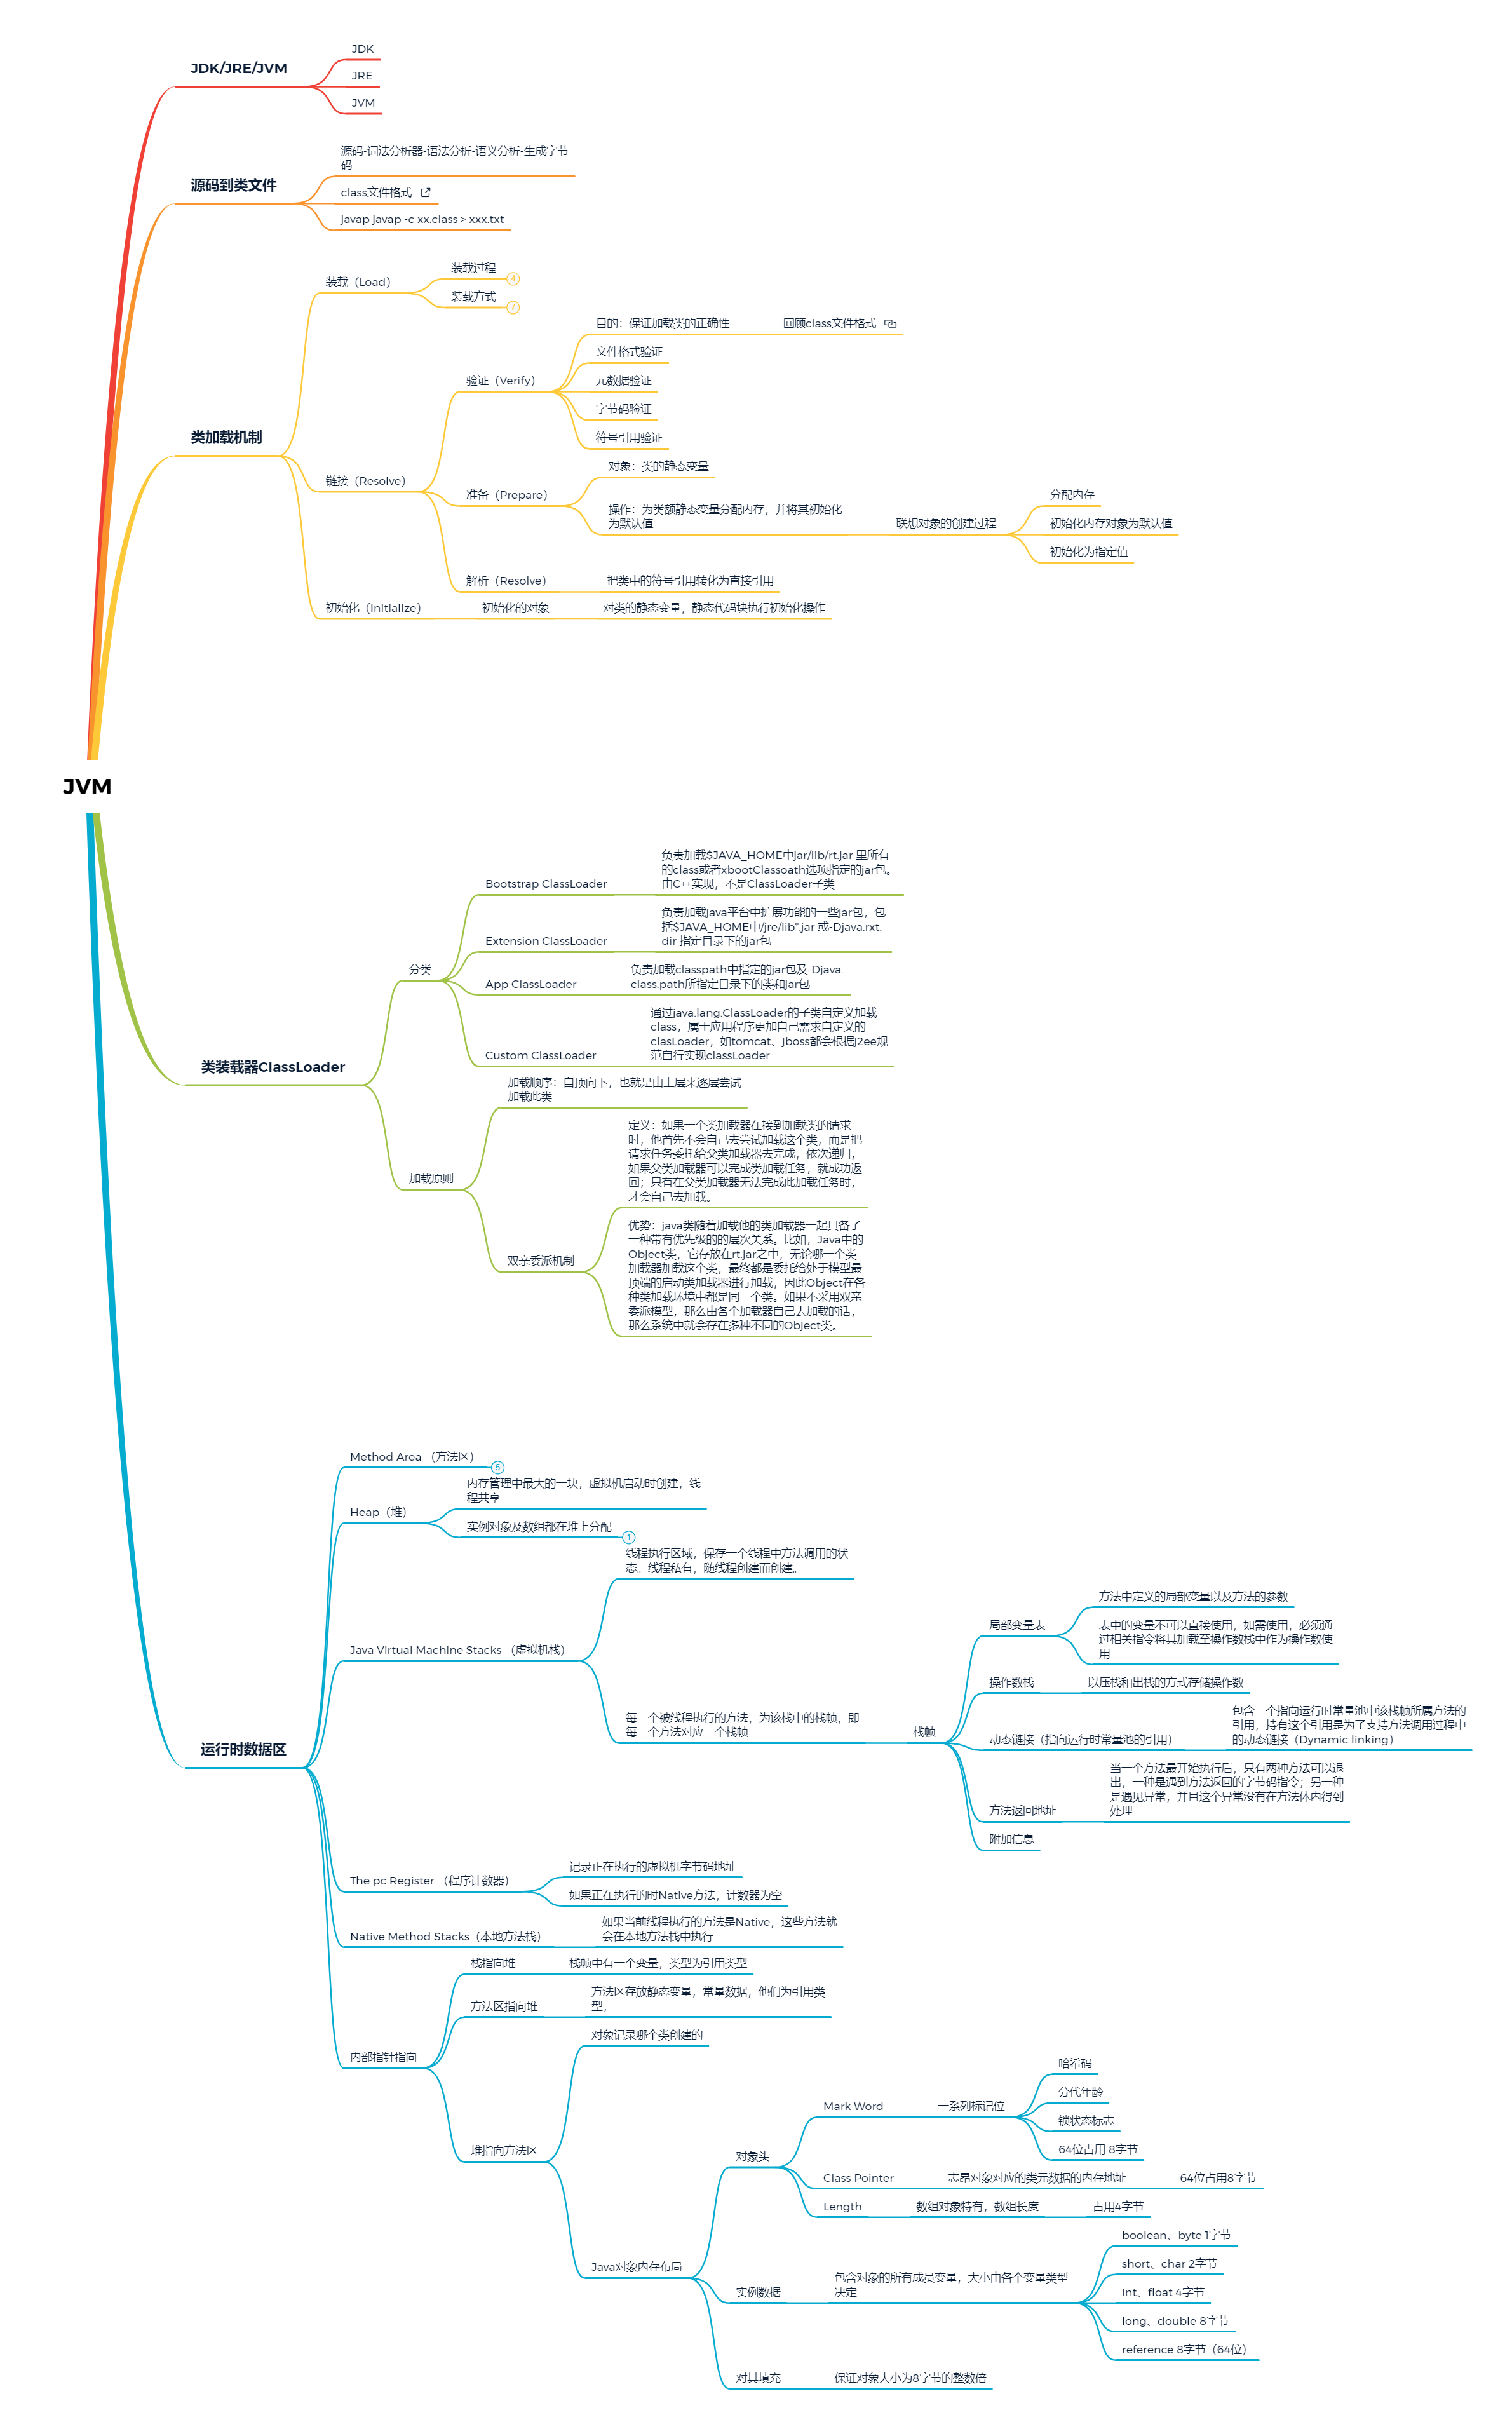 JDK/JRE/JVM
JDK
JRE
JVM
源码到类文件
源码-词法分析器-语法分析-语义分析-生成字节
码
class文件格式
javap javap -c xx.class > xxx.txt
类加载机制
装载（Load）
装载过程
4
装载方式
7
链接（Resolve）
验证（Verify）
目的：保证加载类的正确性
回顾class文件格式
文件格式验证
元数据验证
字节码验证
符号引用验证
准备（Prepare）
对象：类的静态变量
操作：为类额静态变量分配内存，并将其初始化
为默认值
联想对象的创建过程
分配内存
初始化内存对象为默认值
初始化为指定值
解析（Resolve）
把类中的符号引用转化为直接引用
初始化（Initialize）
初始化的对象
对类的静态变量，静态代码块执行初始化操作
JVM
类装载器ClassLoader
分类
Bootstrap ClassLoader
负责加载$JAVA_HOME中jar/lib/rt.jar 里所有
的class或者xbootClassoath选项指定的jar包。
由C++实现，不是ClassLoader子类
Extension ClassLoader
负责加载java平台中扩展功能的一些jar包，包
括$JAVA_HOME中/jre/lib*.jar 或-Djava.rxt.
dir 指定目录下的jar包
App ClassLoader
负责加载classpath中指定的jar包及-Djava.
class.path所指定目录下的类和jar包
Custom ClassLoader
通过java.lang.ClassLoader的子类自定义加载
class，属于应用程序更加自己需求自定义的
clasLoader，如tomcat、jboss都会根据j2ee规
范自行实现classLoader
加载原则
加载顺序：自顶向下，也就是由上层来逐层尝试
加载此类
双亲委派机制
定义：如果一个类加载器在接到加载类的请求
时，他首先不会自己去尝试加载这个类，而是把
请求任务委托给父类加载器去完成，依次递归，
如果父类加载器可以完成类加载任务，就成功返
回；只有在父类加载器无法完成此加载任务时，
才会自己去加载。
优势：java类随着加载他的类加载器一起具备了
一种带有优先级的的层次关系。比如，Java中的
Object类，它存放在rt.jar之中，无论哪一个类
加载器加载这个类，最终都是委托给处于模型最
顶端的启动类加载器进行加载，因此Object在各
种类加载环境中都是同一个类。如果不采用双亲
委派模型，那么由各个加载器自己去加载的话，
那么系统中就会存在多种不同的Object类。
运行时数据区
Method Area （方法区）
5
Heap（堆）
内存管理中最大的一块，虚拟机启动时创建，线
程共享
实例对象及数组都在堆上分配
1
Java Virtual Machine Stacks （虚拟机栈）
线程执行区域，保存一个线程中方法调用的状
态。线程私有，随线程创建而创建。
每一个被线程执行的方法，为该栈中的栈帧，即
每一个方法对应一个栈帧
栈帧
局部变量表
方法中定义的局部变量以及方法的参数
表中的变量不可以直接使用，如需使用，必须通
过相关指令将其加载至操作数栈中作为操作数使
用
操作数栈
以压栈和出栈的方式存储操作数
动态链接（指向运行时常量池的引用）
包含一个指向运行时常量池中该栈帧所属方法的
引用，持有这个引用是为了支持方法调用过程中
的动态链接（Dynamic linking）
方法返回地址
当一个方法最开始执行后，只有两种方法可以退
出，一种是遇到方法返回的字节码指令；另一种
是遇见异常，并且这个异常没有在方法体内得到
处理
附加信息
The pc Register （程序计数器）
记录正在执行的虚拟机字节码地址
如果正在执行的时Native方法，计数器为空
Native Method Stacks（本地方法栈）
如果当前线程执行的方法是Native，这些方法就
会在本地方法栈中执行
内部指针指向
栈指向堆
栈帧中有一个变量，类型为引用类型
方法区指向堆
方法区存放静态变量，常量数据，他们为引用类
型，
堆指向方法区
对象记录哪个类创建的
Java对象内存布局
对象头
Mark Word
一系列标记位
哈希码
分代年龄
锁状态标志
64位占用 8字节
Class Pointer
志昂对象对应的类元数据的内存地址
64位占用8字节
Length
数组对象特有，数组长度
占用4字节
实例数据
包含对象的所有成员变量，大小由各个变量类型
决定
boolean、byte 1字节
short、char 2字节
int、float 4字节
long、double 8字节
reference 8字节（64位）
对其填充
保证对象大小为8字节的整数倍